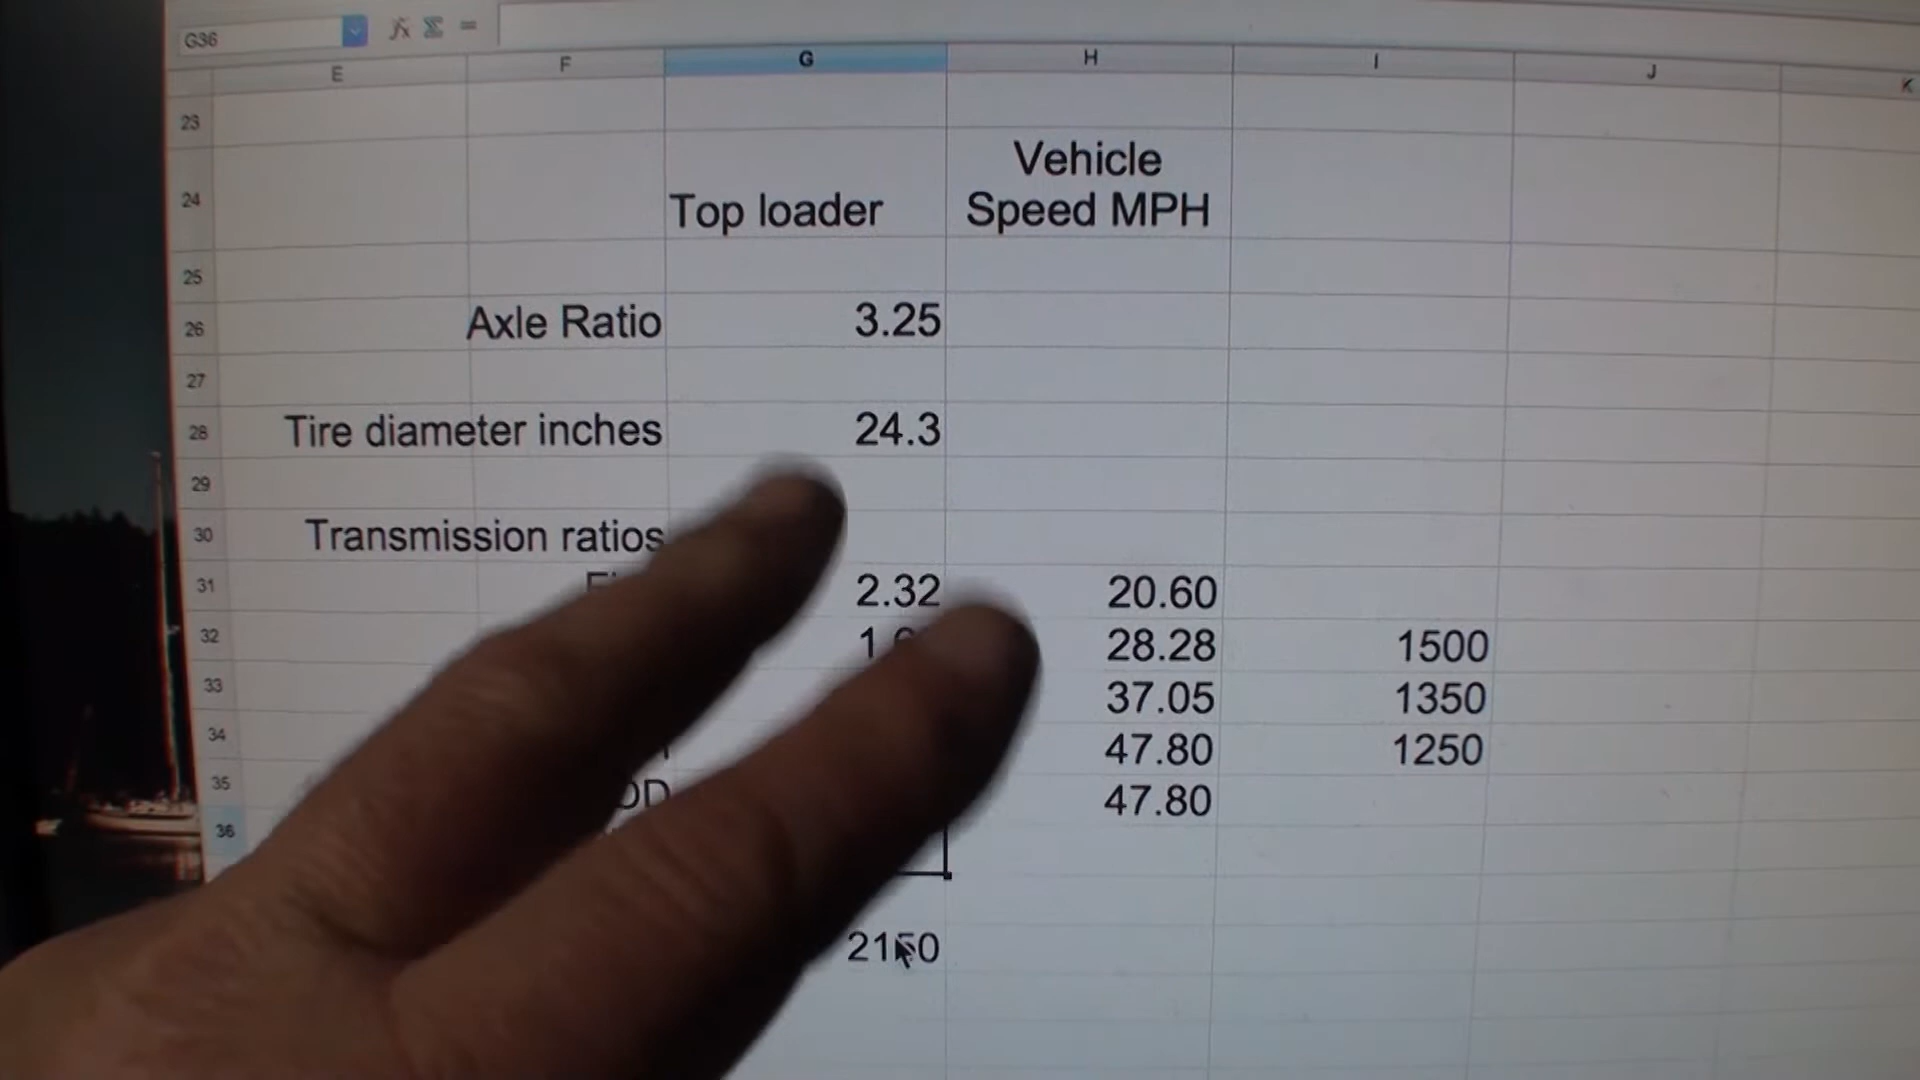 G36
E F G H I J K
23
Vehicle
24 Top loader Speed MPH
25
26 Axle Ratio 3.25
27
28 Tire diameter inches 24.3
29
30 Transmission ratios
31 2.32 20.60
32 28.28 1500
33 37.05 1350
34 47.80 1250
35 OD 47.80
36
2150